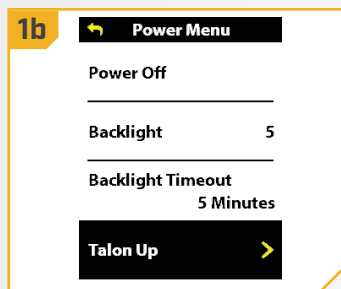 1b
Power Menu
Power Off
Backlight 5
Backlight Timeout
5 Minutes
Talon Up